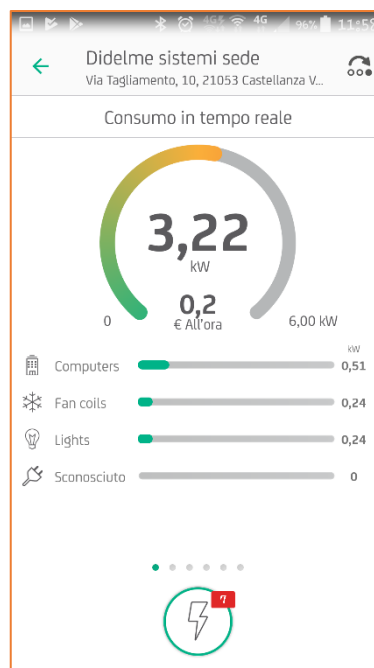 4G 96% 11:58
Didelme sistemi sede
Via Tagliamento, 10, 21053 Castellanza V...
Consumo in tempo reale
3,22
kW
0,2
€ All'ora
0
6,00 kW
kW
Computers 0,51
Fan coils 0,24
Lights 0,24
Sconosciuto 0
7